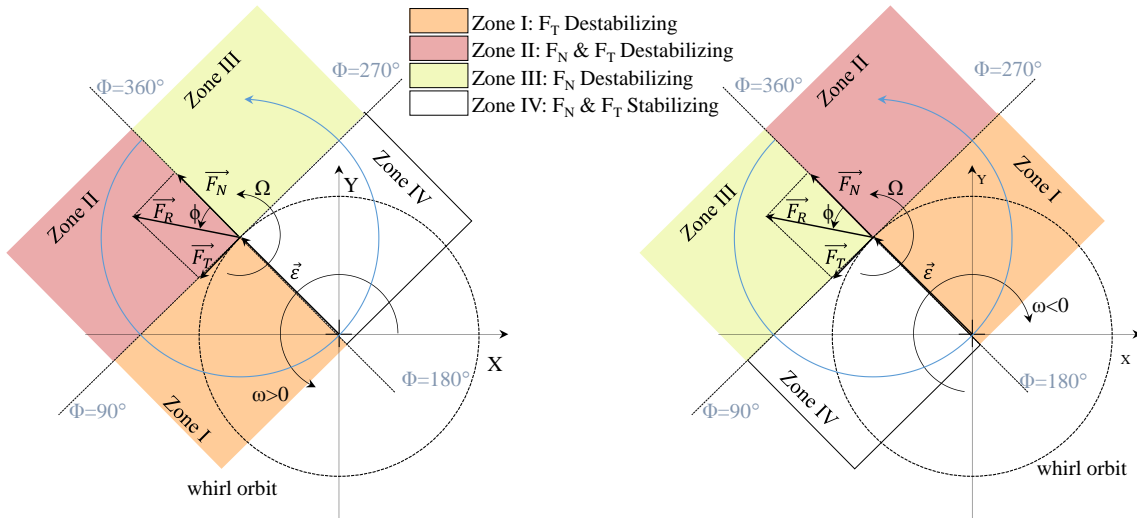 Zone I: F_T Destabilizing
Zone II: F_N & F_T Destabilizing
Zone III: F_N Destabilizing
Zone IV: F_N & F_T Stabilizing
Φ=360°
Zone III
Φ=270°
Zone IV
Zone II
Y
F_N
Ω
F_R
ϕ
F_T
ε
X
ω>0
Φ=180°
Φ=90°
Zone I
whirl orbit
Φ=360°
Zone II
Φ=270°
Zone I
Zone III
Y
F_N
Ω
F_R
ϕ
F_T
ε
ω<0
x
Φ=180°
Φ=90°
Zone IV
whirl orbit